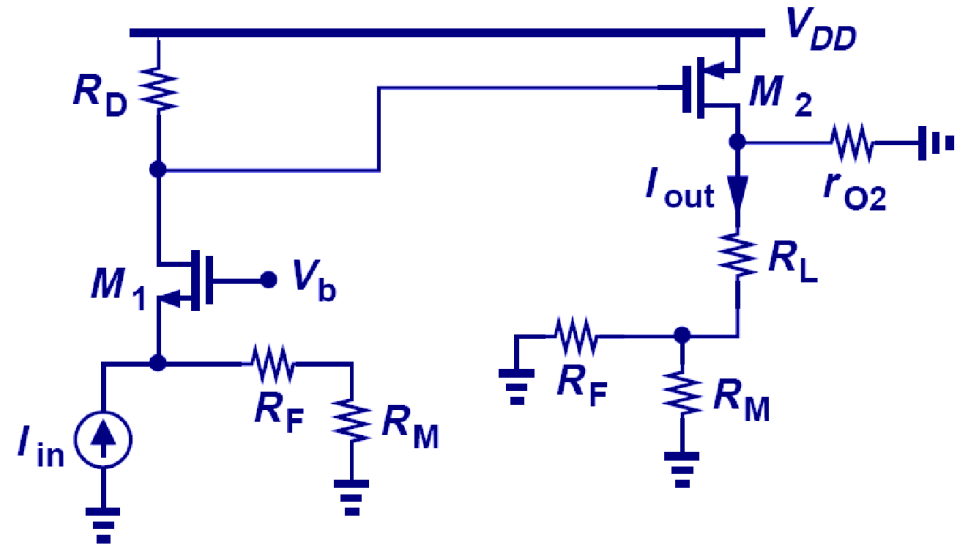 V_DD
R_D
M_2
I_out
r_O2
R_L
M_1
V_b
R_F
R_M
R_F
R_M
I_in